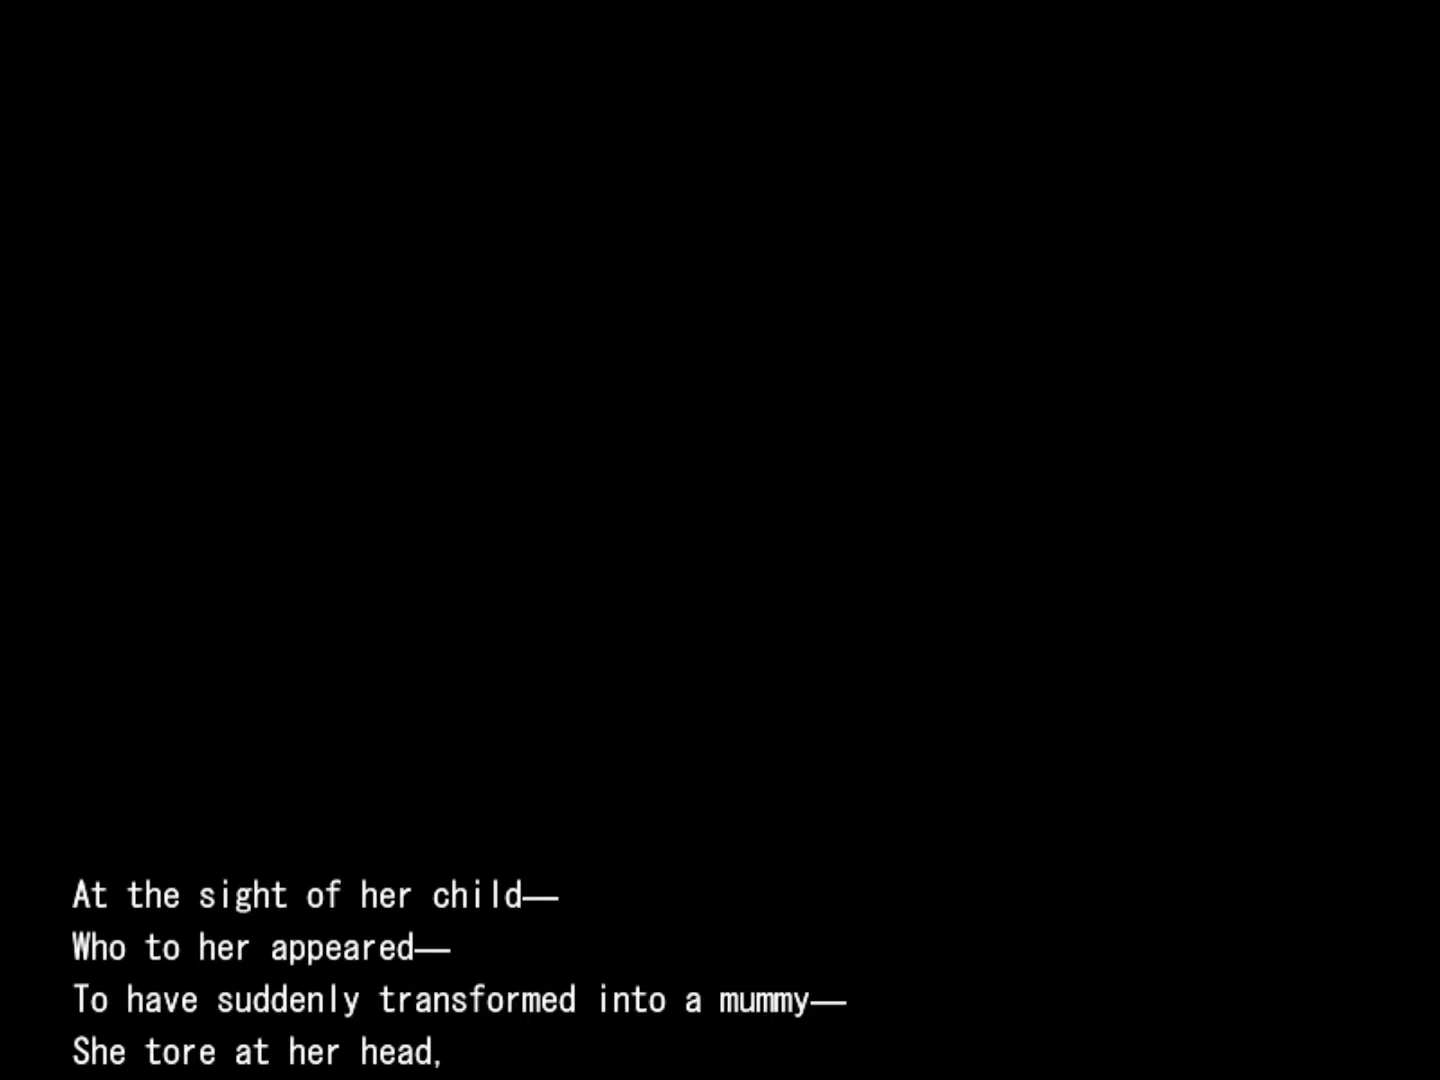 At the sight of her child―
Who to her appeared―
To have suddenly transformed into a mummy―
She tore at her head,